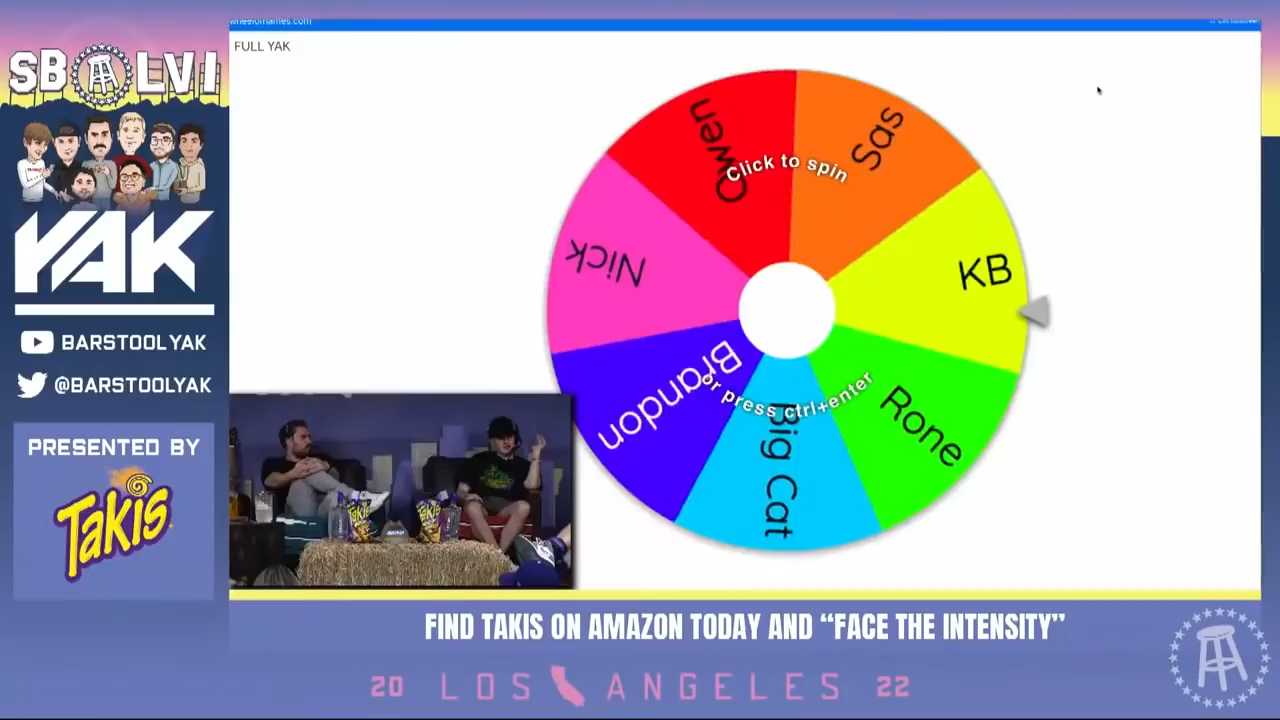 wheelofnames.com
FULL YAK
SB LVI
YAK
BARSTOOLYAK
@BARSTOOLYAK
PRESENTED BY
Takis
Owen
Sas
KB
Rone
Big Cat
Brandon
Nick
Click to spin
or press ctrl+enter
FIND TAKIS ON AMAZON TODAY AND “FACE THE INTENSITY”
20 LOS ANGELES 22